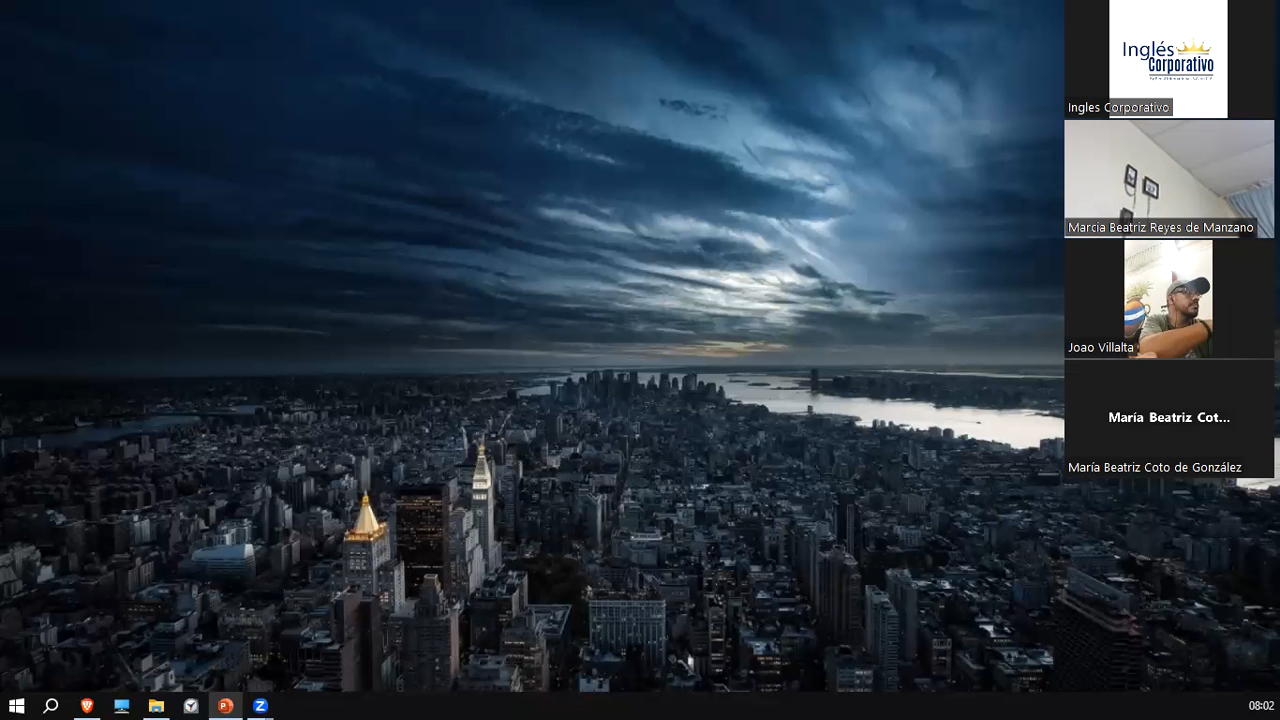 Inglés
Corporativo
Ingles Corporativo
Marcia Beatriz Reyes de Manzano
Joao Villalta
María Beatriz Cot...
María Beatriz Coto de González
08:02